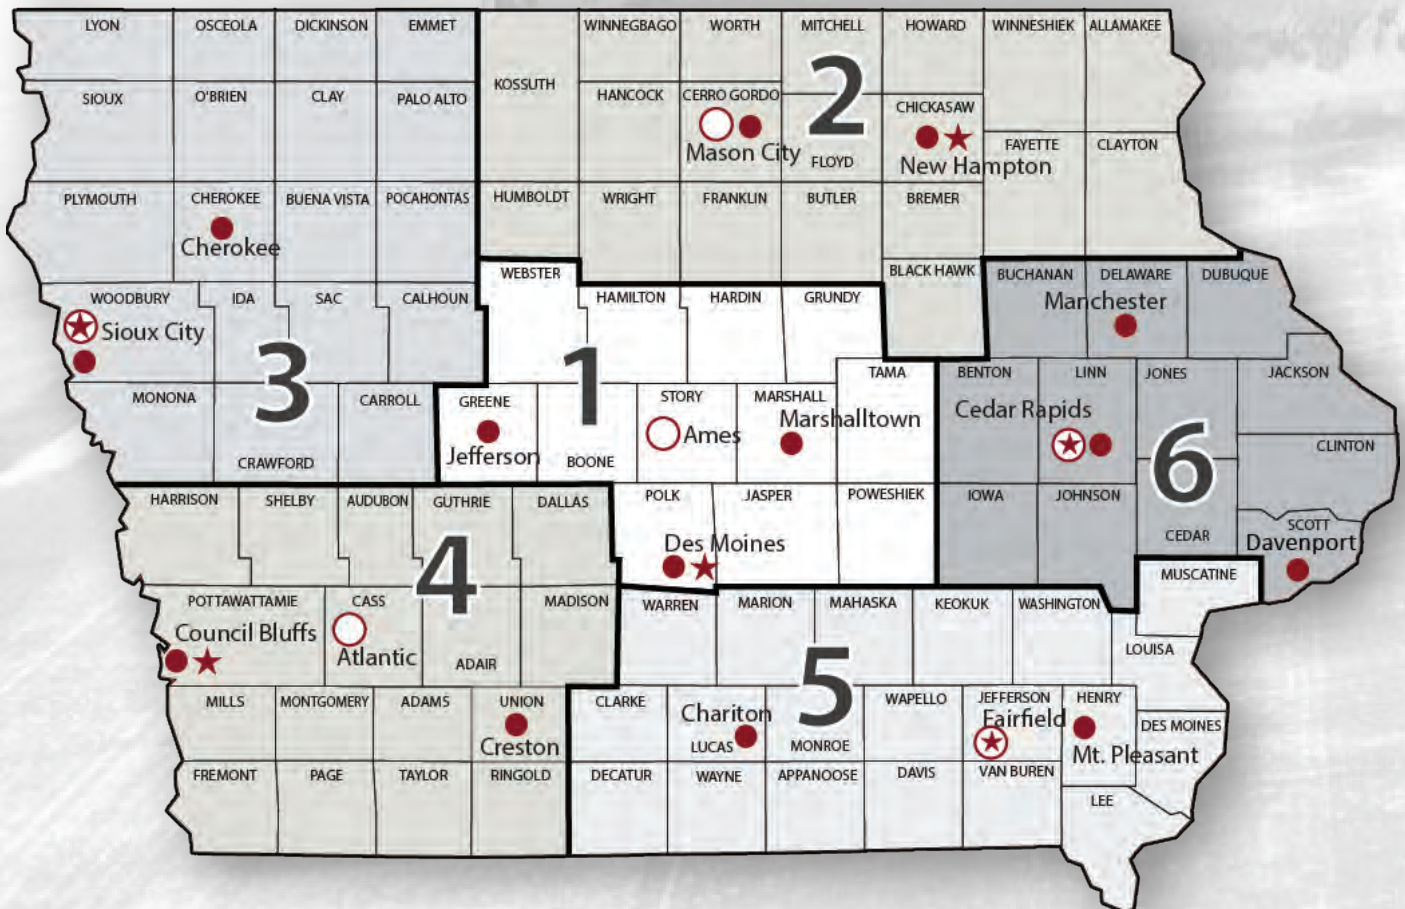 LYON
OSCEOLA
DICKINSON
EMMET
WINNEGBAGO
WORTH
MITCHELL
HOWARD
WINNESHIEK
ALLAMAKEE
KOSSUTH
SIOUX
O'BRIEN
CLAY
PALO ALTO
HANCOCK
CERRO GORDO
2
CHICKASAW
Mason City
FLOYD
New Hampton
FAYETTE
CLAYTON
PLYMOUTH
CHEROKEE
BUENA VISTA
POCAHONTAS
HUMBOLDT
WRIGHT
FRANKLIN
BUTLER
BREMER
Cherokee
WEBSTER
BLACK HAWK
BUCHANAN
DELAWARE
DUBUQUE
Manchester
WOODBURY
IDA
SAC
CALHOUN
HAMILTON
HARDIN
GRUNDY
Sioux City
3
1
TAMA
BENTON
LINN
JONES
JACKSON
MONONA
CARROLL
GREENE
STORY
MARSHALL
Marshalltown
Cedar Rapids
Ames
Jefferson
BOONE
CRAWFORD
6
CLINTON
HARRISON
SHELBY
AUDUBON
GUTHRIE
DALLAS
POLK
JASPER
POWESHIEK
IOWA
JOHNSON
CEDAR
SCOTT
Davenport
Des Moines
4
MUSCATINE
POTTAWATTAMIE
CASS
MADISON
WARREN
MARION
MAHASKA
KEOKUK
WASHINGTON
Council Bluffs
Atlantic
ADAIR
LOUISA
5
MILLS
MONTGOMERY
ADAMS
UNION
CLARKE
Chariton
LUCAS
MONROE
WAPELLO
JEFFERSON
Fairfield
HENRY
DES MOINES
Creston
Mt. Pleasant
FREMONT
PAGE
TAYLOR
RINGOLD
DECATUR
WAYNE
APPANOOSE
DAVIS
VAN BUREN
LEE